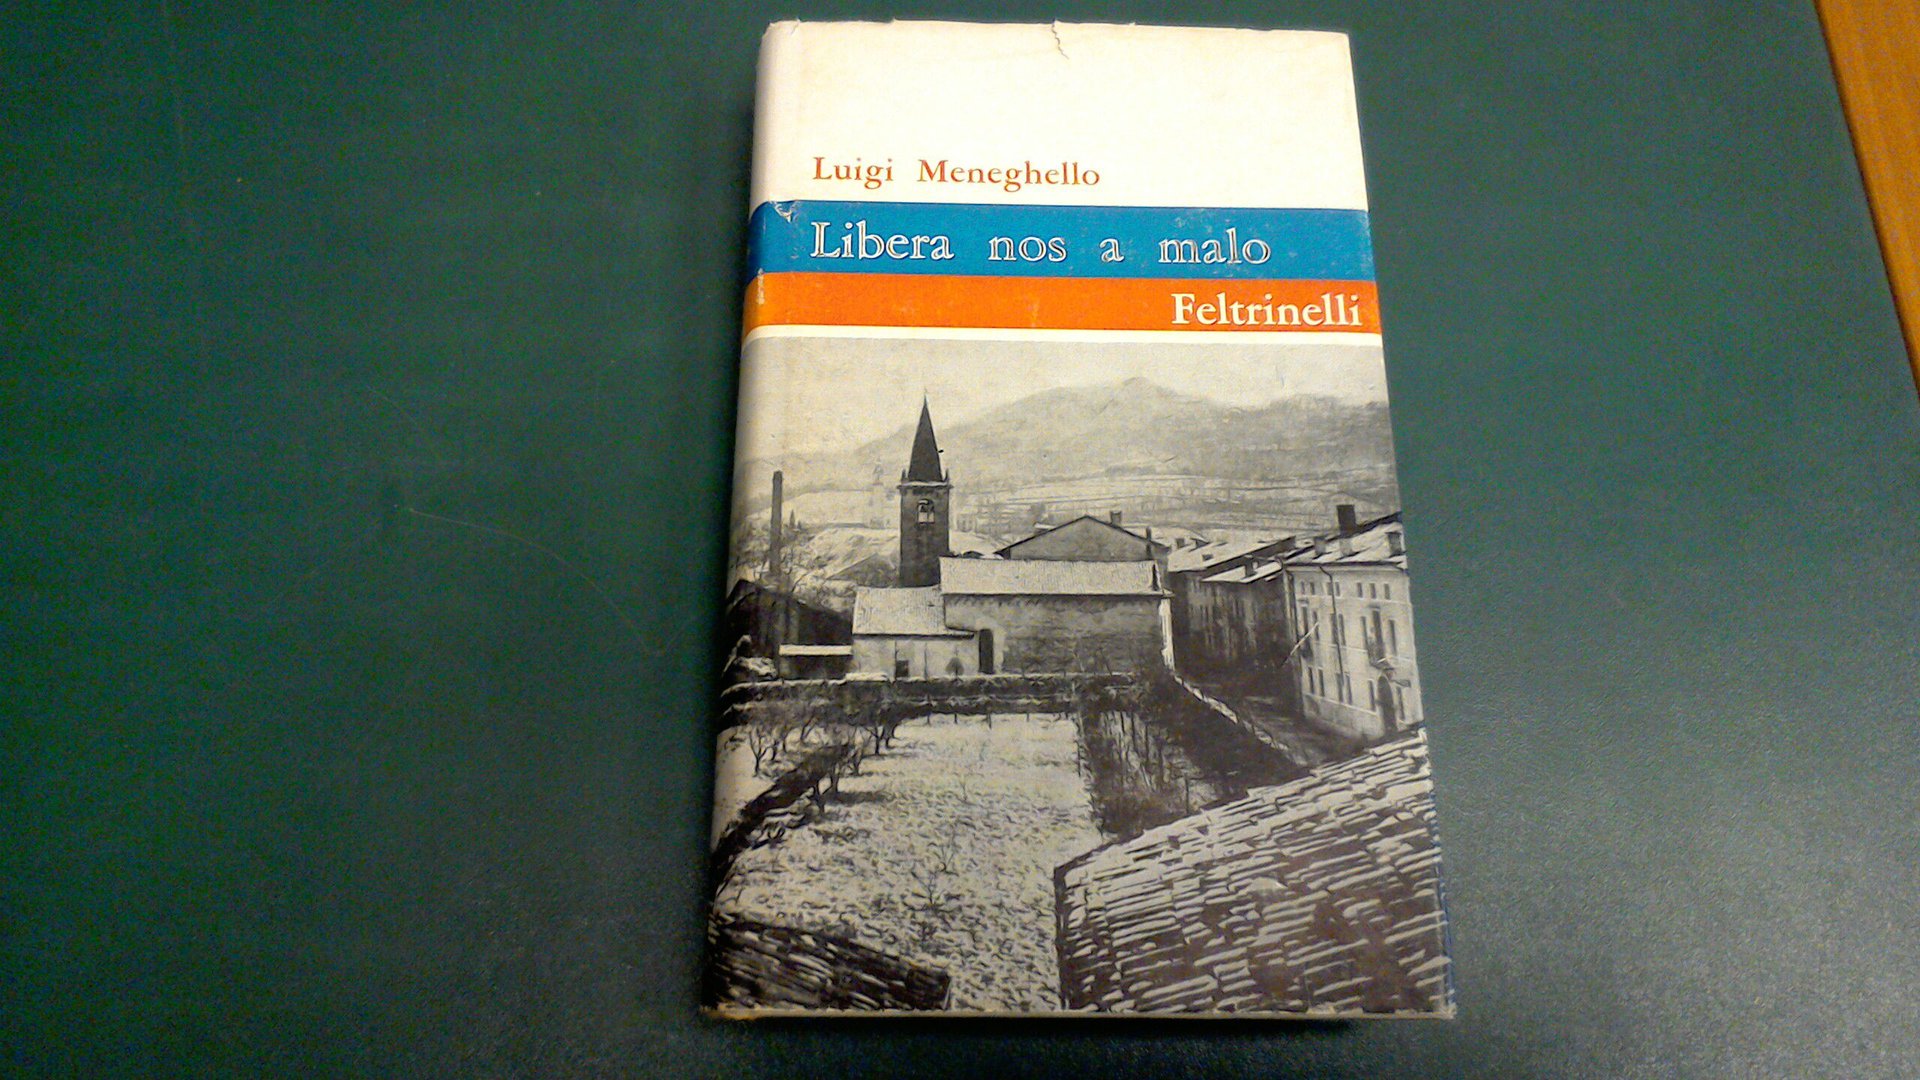 Luigi Meneghello
Libera nos a malo
Feltrinelli